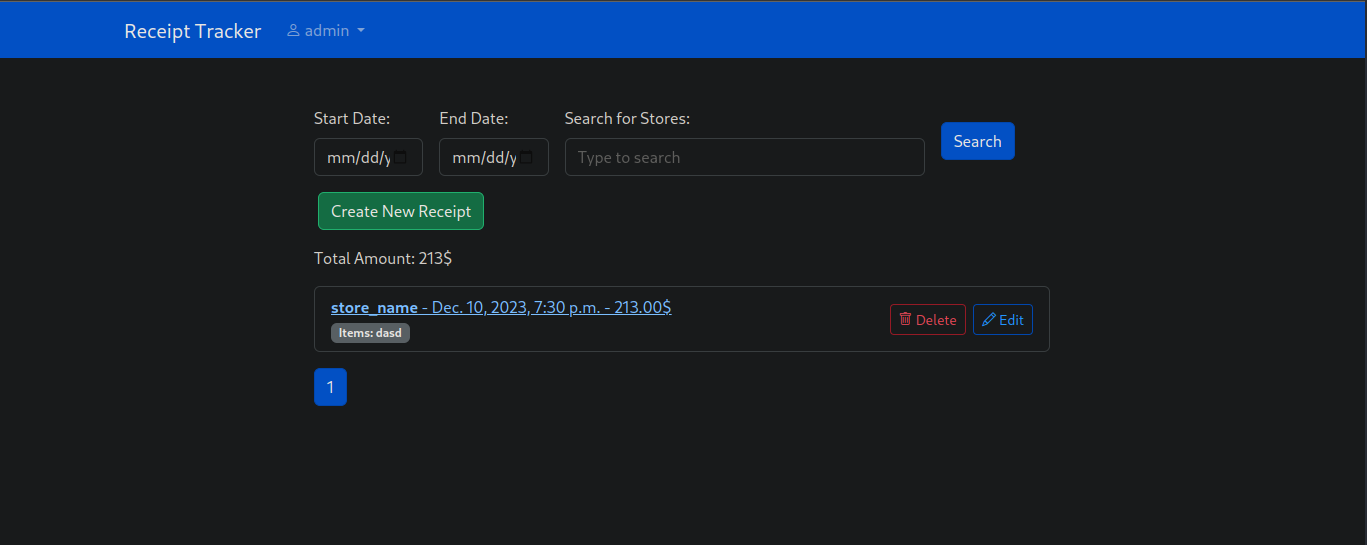 Receipt Tracker admin
Start Date: End Date: Search for Stores:
mm/dd/y mm/dd/y Type to search Search
Create New Receipt
Total Amount: 213$
store_name - Dec. 10, 2023, 7:30 p.m. - 213.00$
Items: dasd
Delete Edit
1